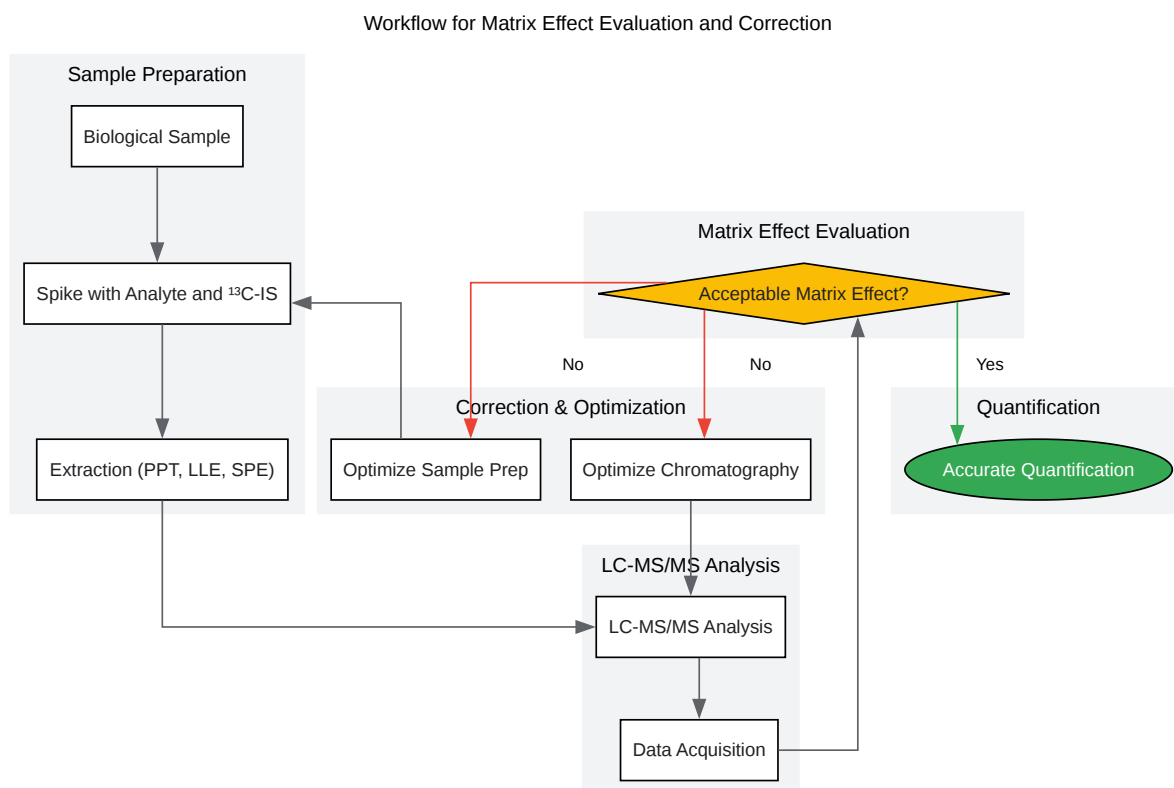 Workflow for Matrix Effect Evaluation and Correction
Sample Preparation
Biological Sample
Spike with Analyte and ¹³C-IS
Extraction (PPT, LLE, SPE)
Matrix Effect Evaluation
Acceptable Matrix Effect?
No
No
Yes
Correction & Optimization
Optimize Sample Prep
Optimize Chromatography
Quantification
Accurate Quantification
LC-MS/MS Analysis
LC-MS/MS Analysis
Data Acquisition